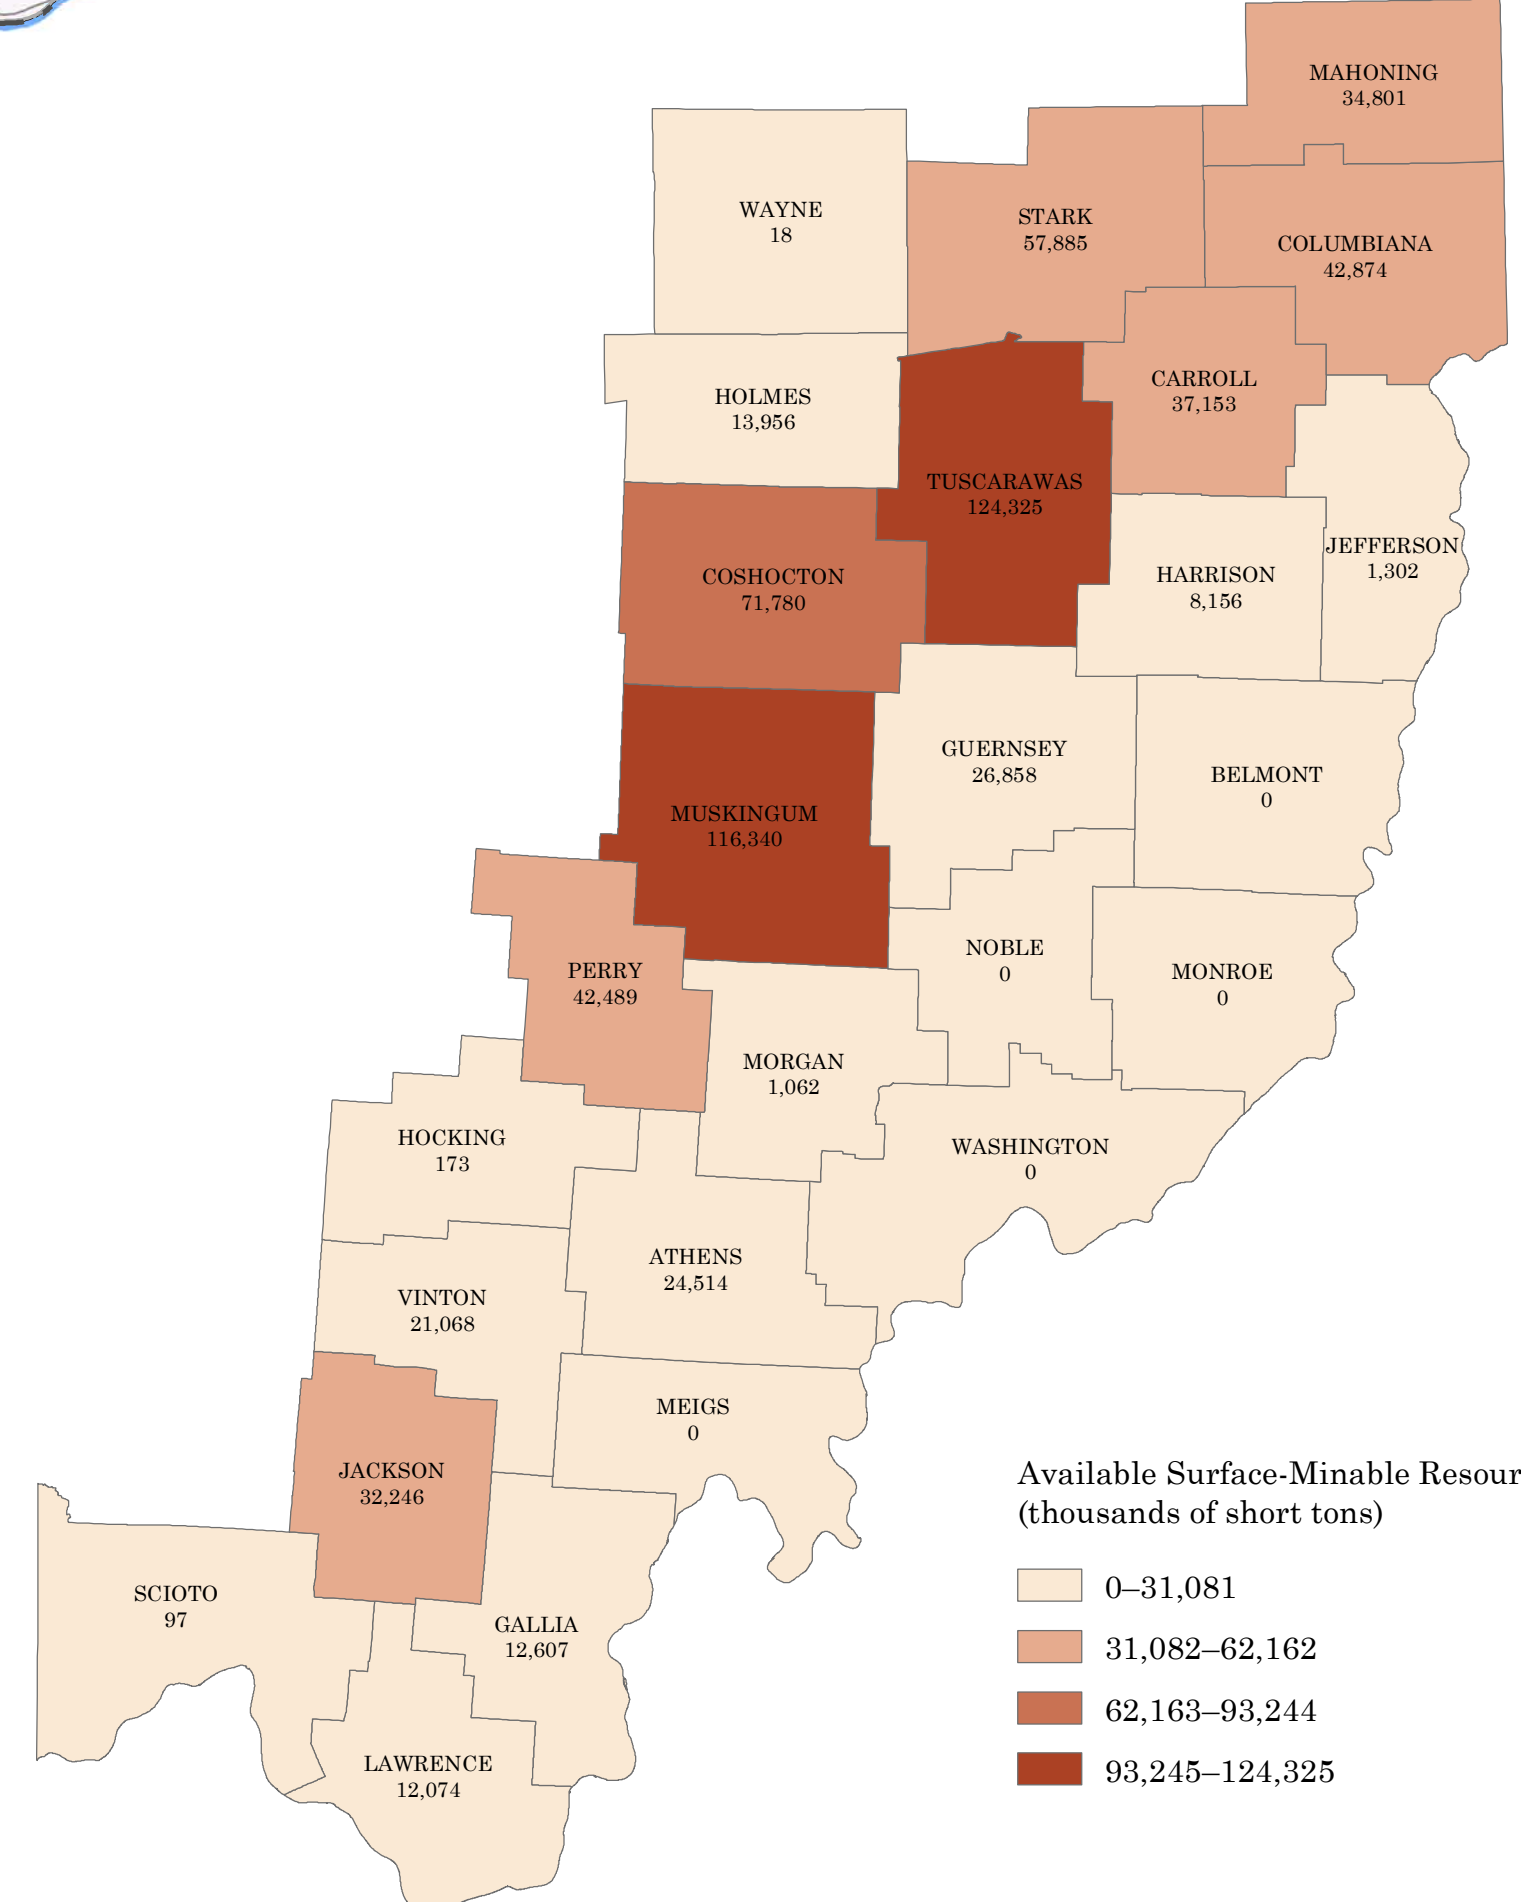 MAHONING
34,801
WAYNE
18
STARK
57,885
COLUMBIANA
42,874
HOLMES
13,956
CARROLL
37,153
TUSCARAWAS
124,325
JEFFERSON
1,302
COSHOCTON
71,780
HARRISON
8,156
GUERNSEY
26,858
BELMONT
0
MUSKINGUM
116,340
NOBLE
0
PERRY
42,489
MONROE
0
MORGAN
1,062
HOCKING
173
WASHINGTON
0
ATHENS
24,514
VINTON
21,068
MEIGS
0
JACKSON
32,246
SCIOTO
97
GALLIA
12,607
LAWRENCE
12,074
Available Surface-Minable Resour
(thousands of short tons)
0–31,081
31,082–62,162
62,163–93,244
93,245–124,325